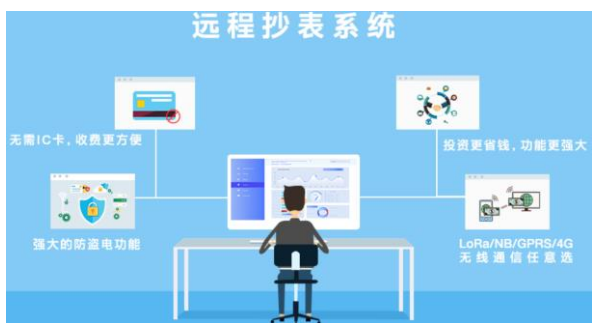 远程抄表系统
无需IC卡，收费更方便
投资更省钱，功能更强大
强大的防盗电功能
LoRa/NB/GPRS/4G
无线通信任意选